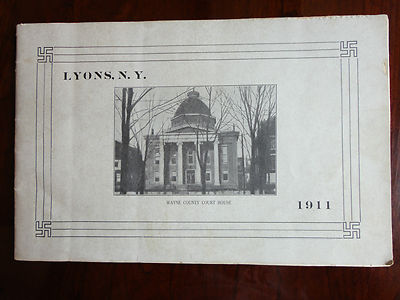 LYONS, N. Y.
WAYNE COUNTY COURT HOUSE
1911